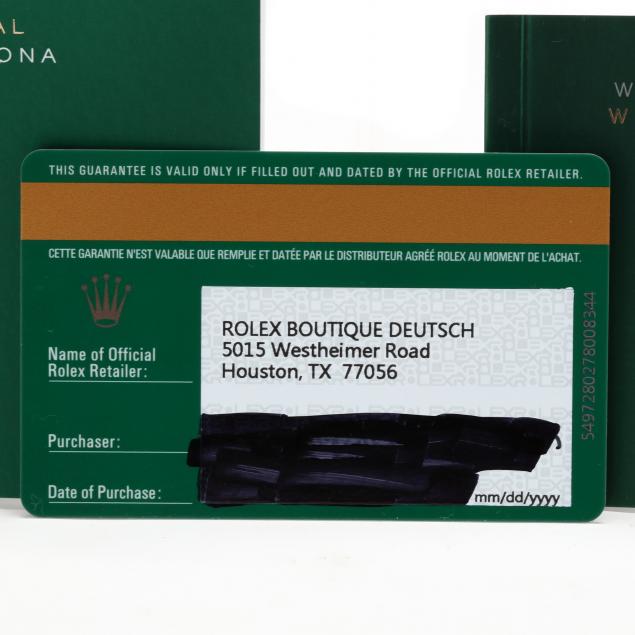 AL
ONA
W
W
THIS GUARANTEE IS VALID ONLY IF FILLED OUT AND DATED BY THE OFFICIAL ROLEX RETAILER.
CETTE GARANTIE N'EST VALABLE QUE REMPLIE ET DATÉE PAR LE DISTRIBUTEUR AGRÉÉ ROLEX AU MOMENT DE L'ACHAT.
Name of Official
Rolex Retailer:
ROLEX BOUTIQUE DEUTSCH
5015 Westheimer Road
Houston, TX 77056
Purchaser:
Date of Purchase:
mm/dd/yyyy
5497280278008344